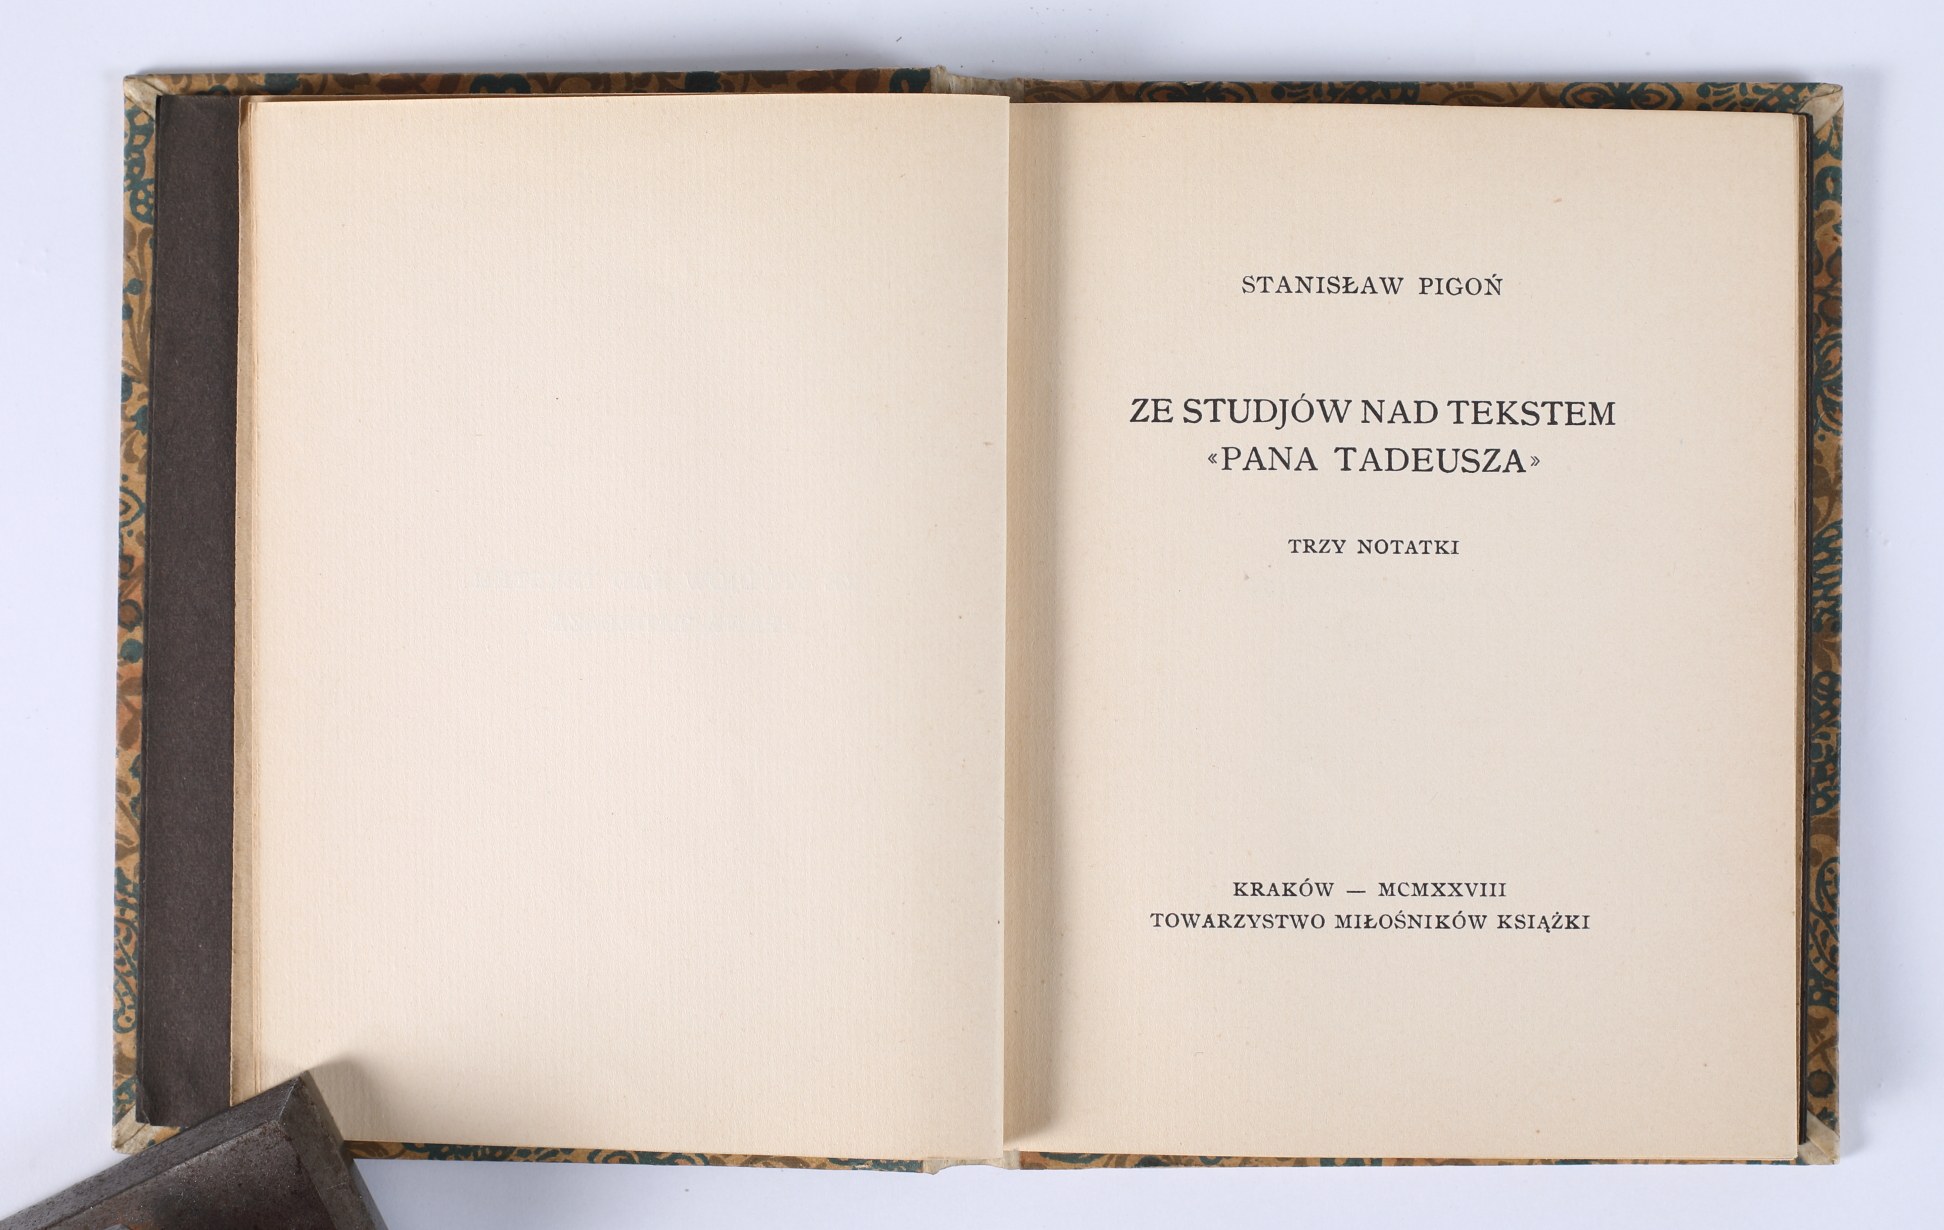 STANISŁAW PIGOŃ
ZE STUDJÓW NAD TEKSTEM
«PANA TADEUSZA»
TRZY NOTATKI
KRAKÓW — MCMXXVIII
TOWARZYSTWO MIŁOŚNIKÓW KSIĄŻKI